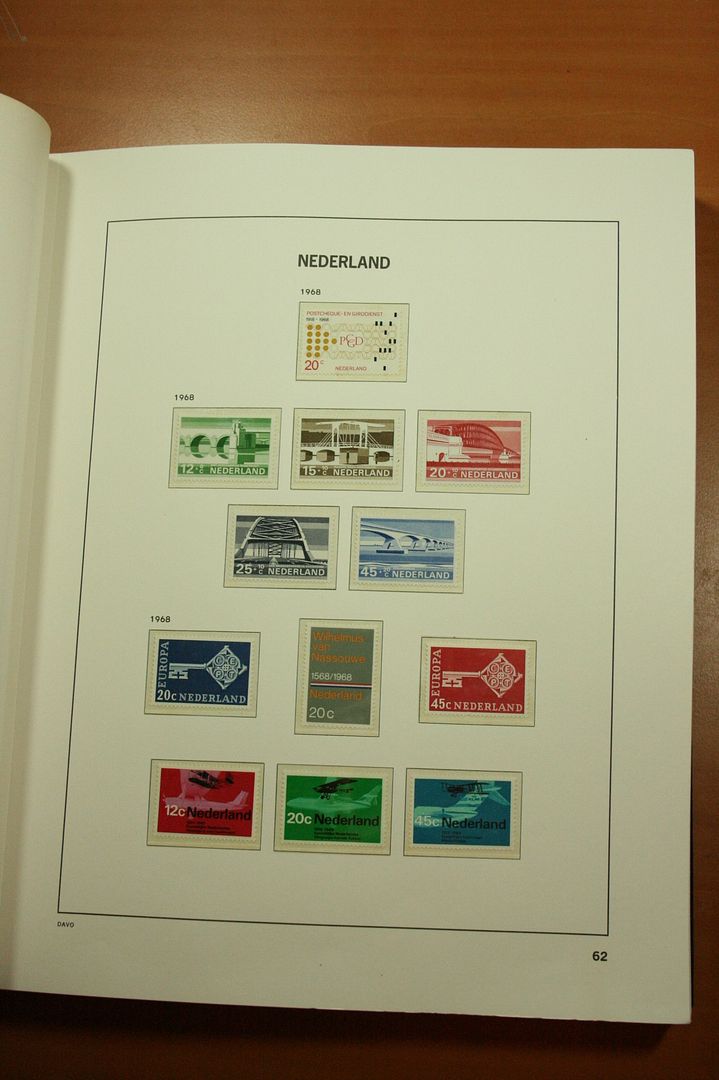 NEDERLAND
1968
POSTCHEQUE- EN GIRODIENST
1918 - 1968
PCGD
20c
NEDERLAND
1968
12+8c NEDERLAND
15+10c NEDERLAND
20+10c NEDERLAND
25+10c NEDERLAND
45+20c NEDERLAND
1968
EUROPA
CEPT
20c NEDERLAND
Wilhelmus
van
Nassouwe
1568/1968
Nederland
20c
EUROPA
CEPT
45c NEDERLAND
12c Nederland
20c Nederland
45c Nederland
DAVO
62